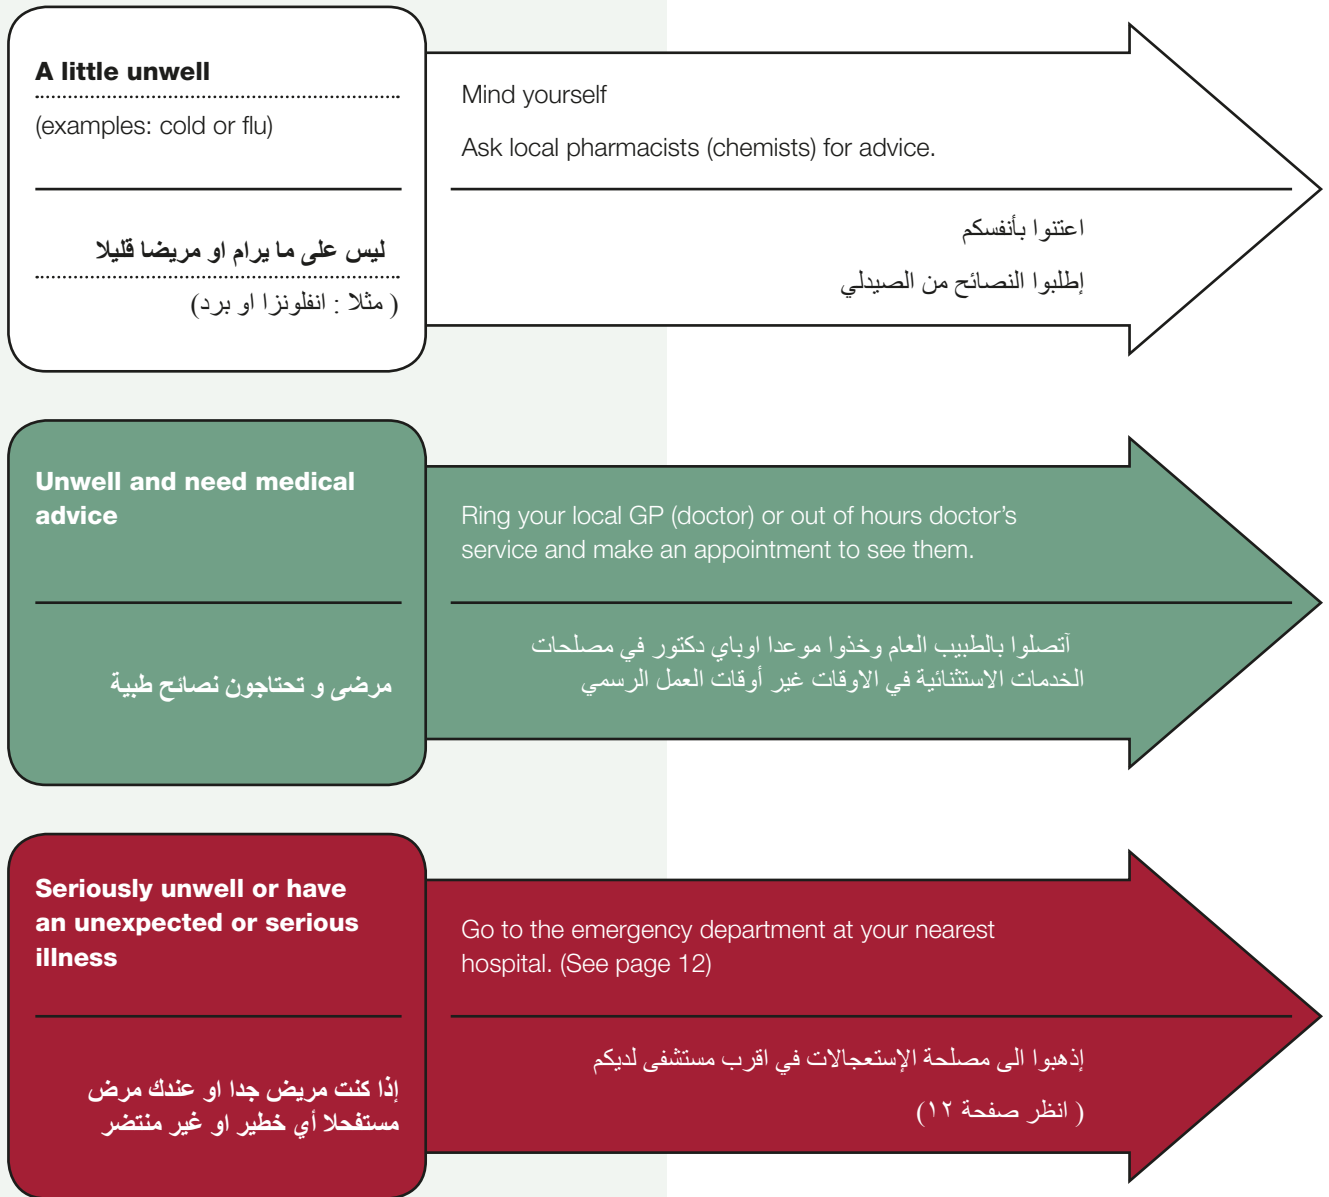 A little unwell
(examples: cold or flu)
ليس على ما يرام او مريضا قليلا
( مثلا : انفلونزا او برد)
Mind yourself
Ask local pharmacists (chemists) for advice.
اعتنوا بأنفسكم
إطلبوا النصائح من الصيدلي
Unwell and need medical
advice
مرضى و تحتاجون نصائح طبية
Ring your local GP (doctor) or out of hours doctor’s
service and make an appointment to see them.
آتصلوا بالطبيب العام وخذوا موعدا اوباي دكتور في مصلحات
الخدمات الاستثنائية في الاوقات غير أوقات العمل الرسمي
Seriously unwell or have
an unexpected or serious
illness
إذا كنت مريض جدا او عندك مرض
مستفحلا أي خطير او غير منتضر
Go to the emergency department at your nearest
hospital. (See page 12)
إذهبوا الى مصلحة الإستعجالات في اقرب مستشفى لديكم
( انظر صفحة ١٢)